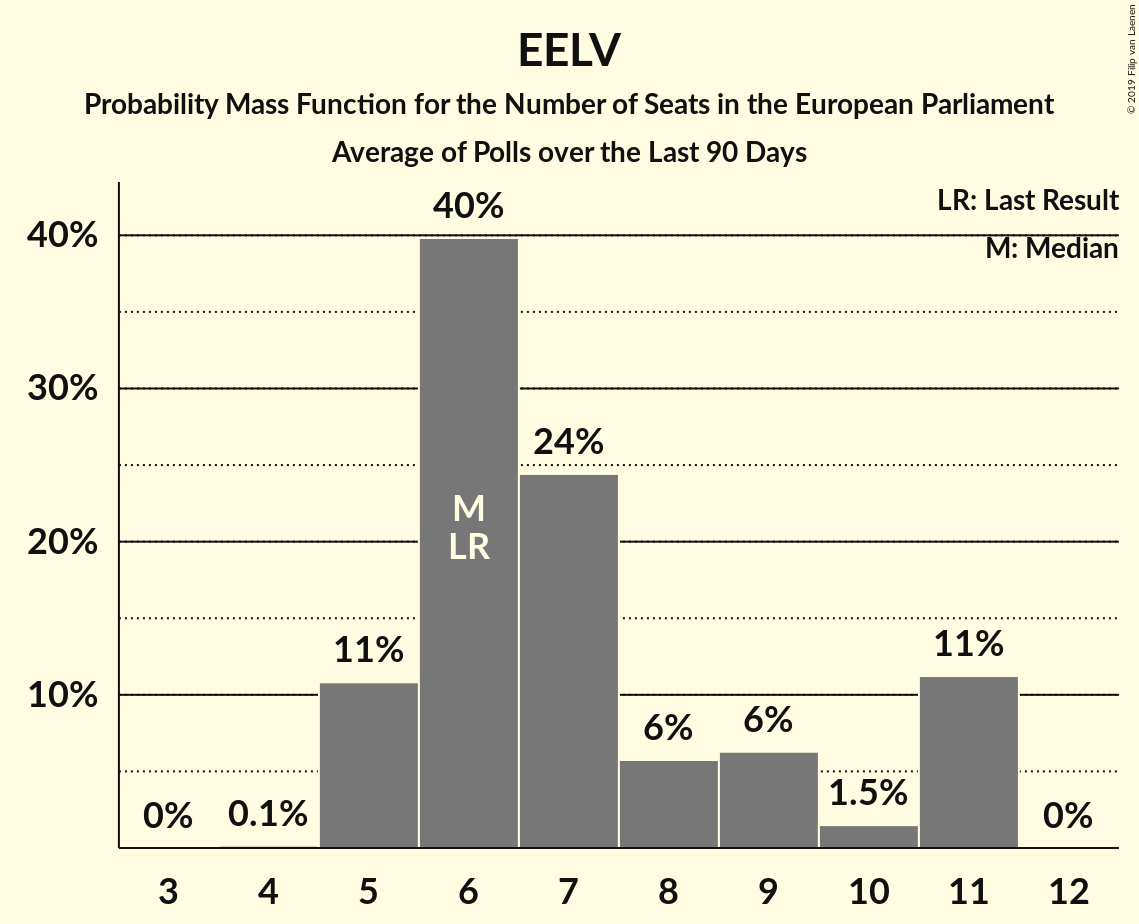 EELV
Probability Mass Function for the Number of Seats in the European Parliament
Average of Polls over the Last 90 Days
© 2019 Filip van Laenen
LR: Last Result
M: Median
40%
30%
20%
10%
0%
0.1%
11%
40%
M
LR
24%
6%
6%
1.5%
11%
0%
3 4 5 6 7 8 9 10 11 12